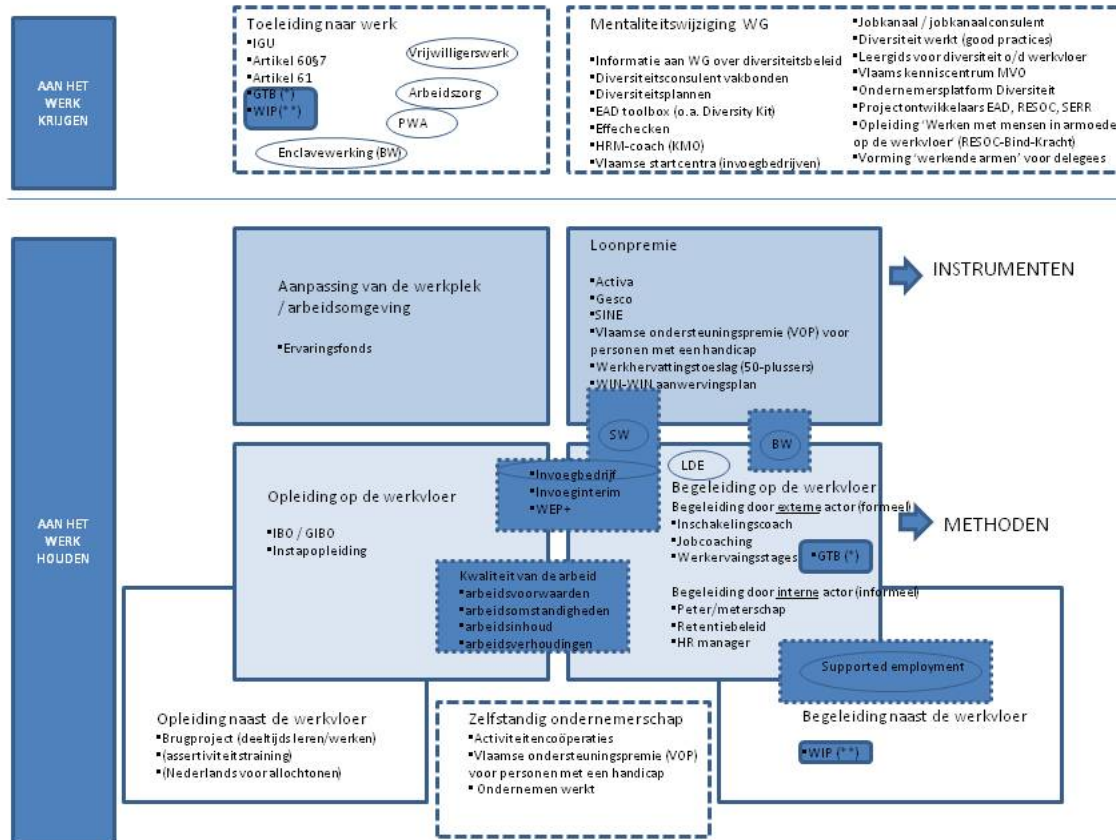 AAN HET
WERK
KRIJGEN
Toeleiding naar werk
▪IGU
▪Artikel 60§7
▪Artikel 61
▪GTB (*)
▪WIP(**)
Vrijwilligerswerk
Arbeidszorg
PWA
Enclavewerking (BW)
Mentaliteitswijziging WG
▪Informatie aan WG over diversiteitsbeleid
▪Diversiteitsconsulent vakbonden
▪Diversiteitsplannen
▪EAD toolbox (o.a. Diversity Kit)
▪Effechecken
▪HRM-coach (KMO)
▪Vlaamse startcentra (invoegbedrijven)
▪Jobkanaal / jobkanaalconsulent
▪Diversiteit werkt (good practices)
▪Leergids voor diversiteit o/d werkvloer
▪Vlaams kenniscentrum MVO
▪Ondernemersplatform Diversiteit
▪Projectontwikkelaars EAD, RESOC, SERR
▪Opleiding ‘Werken met mensen in armoede
op de werkvloer’ (RESOC-Bind-Kracht)
▪Vorming ‘werkende armen’ voor delegees
AAN HET
WERK
HOUDEN
Aanpassing van de werkplek
/ arbeidsomgeving
▪Ervaringsfonds
Loonpremie
▪Activa
▪Gesco
▪SINE
▪Vlaamse ondersteuningspremie (VOP) voor
personen met een handicap
▪Werkhervattingstoeslag (50-plussers)
▪WIN-WIN aanwervingsplan
INSTRUMENTEN
SW
BW
Opleiding op de werkvloer
▪IBO / GIBO
▪Instapopleiding
▪Invoegbedrijf
▪Invoeginterim
▪WEP+
LDE
Begeleiding op de werkvloer
Begeleiding door externe actor (formeel)
▪Inschakelingscoach
▪Jobcoaching
▪Werkervaingsstages
▪GTB (*)
METHODEN
Kwaliteit van de arbeid
▪arbeidsvoorwaarden
▪arbeidsomstandigheden
▪arbeidsinhoud
▪arbeidsverhoudingen
Begeleiding door interne actor (informeel)
▪Peter/meterschap
▪Retentiebeleid
▪HR manager
Supported employment
Opleiding naast de werkvloer
▪Brugproject (deeltijds leren/werken)
▪(assertiviteitstraining)
▪(Nederlands voor allochtonen)
Zelfstandig ondernemerschap
▪Activiteitencoöperaties
▪Vlaamse ondersteuningspremie (VOP)
voor personen met een handicap
▪Ondernemen werkt
Begeleiding naast de werkvloer
▪WIP (**)